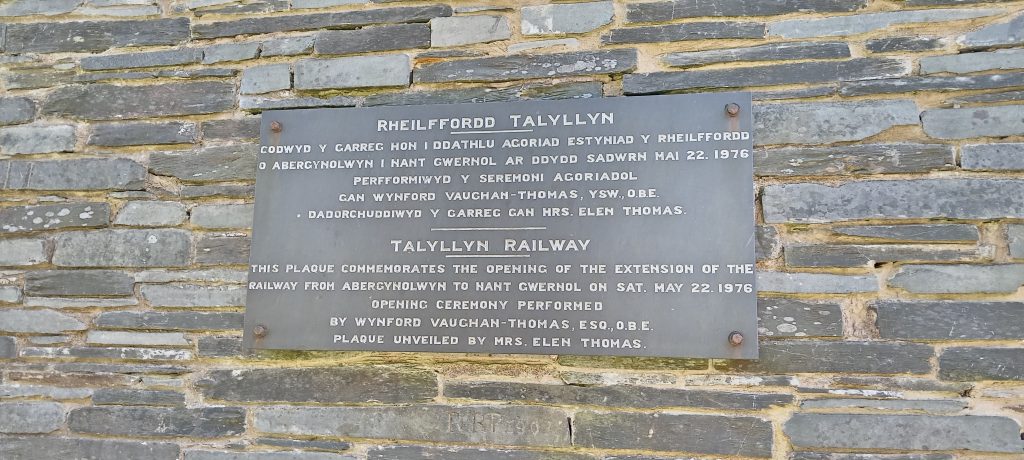 RHEILFFORDD TALYLLYN
CODWYD Y GARREG HON I DDATHLU AGORIAD ESTYNIAD Y RHEILFFORDD
O ABERGYNOLWYN I NANT GWERNOL AR DDYDD SADWRN MAI 22. 1976
PERFFORMIWYD Y SEREMONI AGORIADOL
GAN WYNFORD VAUGHAN-THOMAS, YSW., O.B.E.
DADORCHUDDIWYD Y GARREG GAN MRS. ELEN THOMAS.
TALYLLYN RAILWAY
THIS PLAQUE COMMEMORATES THE OPENING OF THE EXTENSION OF THE
RAILWAY FROM ABERGYNOLWYN TO NANT GWERNOL ON SAT. MAY 22. 1976
OPENING CEREMONY PERFORMED
BY WYNFORD VAUGHAN-THOMAS, ESQ., O.B.E.
PLAQUE UNVEILED BY MRS. ELEN THOMAS.